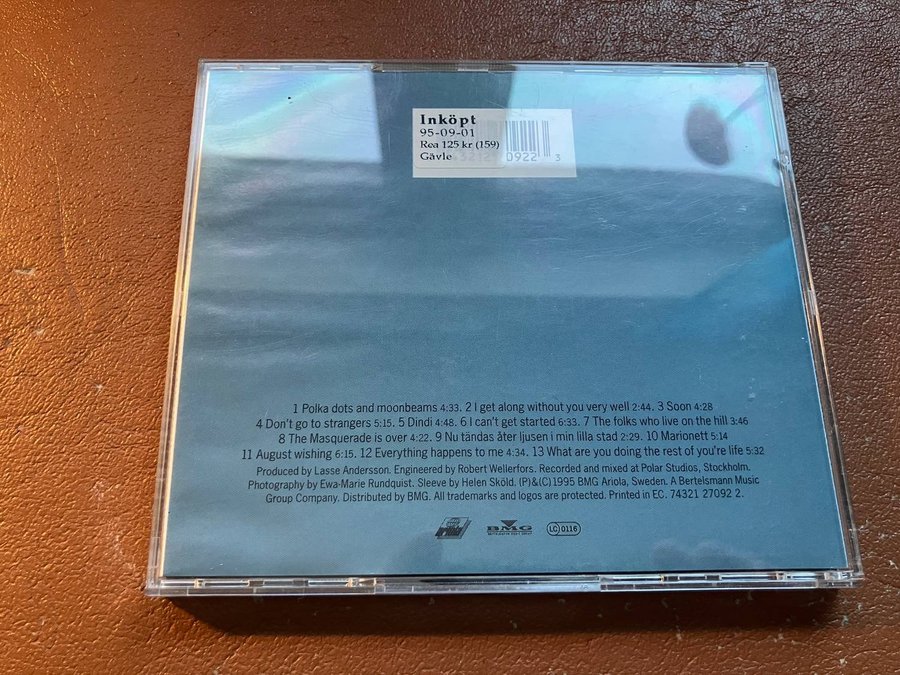 Inköpt
95-09-01
Rea 125 kr (159)
Gävle
0922 3
1 Polka dots and moonbeams 4:33. 2 I get along without you very well 2:44. 3 Soon 4:28
4 Don't go to strangers 5:15. 5 Dindi 4:48. 6 I can't get started 6:33. 7 The folks who live on the hill 3:46
8 The Masquerade is over 4:22. 9 Nu tändas åter ljusen i min lilla stad 2:29. 10 Marionett 5:14
11 August wishing 6:15. 12 Everything happens to me 4:34. 13 What are you doing the rest of you're life 5:32
Produced by Lasse Andersson. Engineered by Robert Wellerfors. Recorded and mixed at Polar Studios, Stockholm.
Photography by Ewa-Marie Rundquist. Sleeve by Helen Sköld. (P)&(C) 1995 BMG Ariola, Sweden. A Bertelsmann Music
Group Company. Distributed by BMG. All trademarks and logos are protected. Printed in EC. 74321 27092 2.
BMG
LC 0116